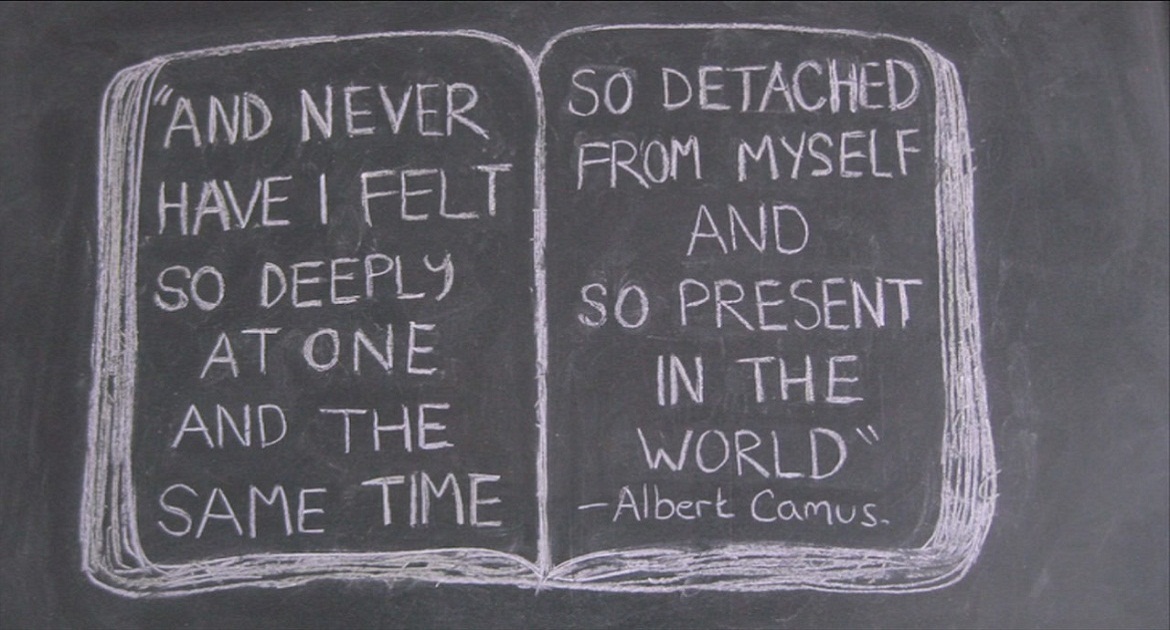 "AND NEVER
HAVE I FELT
SO DEEPLY
AT ONE
AND THE
SAME TIME
SO DETACHED
FROM MYSELF
AND
SO PRESENT
IN THE
WORLD"
-Albert Camus.